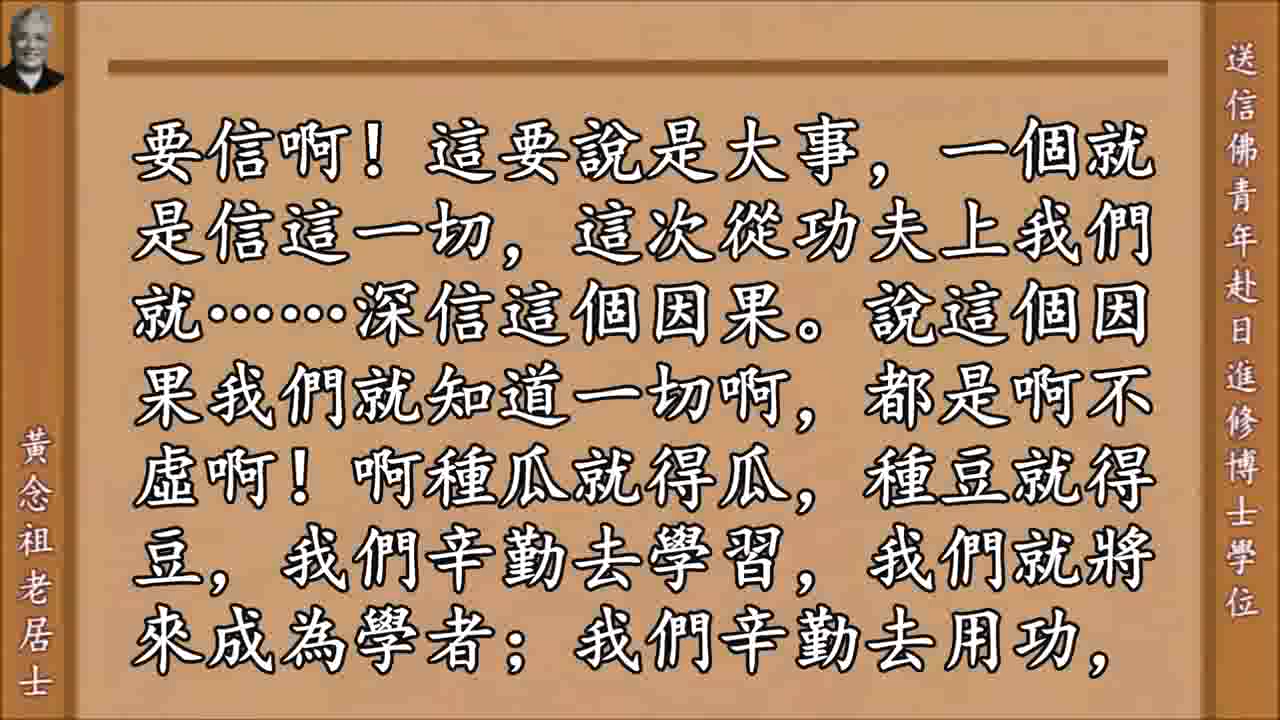 要信啊！這要說是大事，一個就
是信這一切，這次從功夫上我們
就……深信這個因果。說這個因
果我們就知道一切啊，都是啊不
虛啊！啊種瓜就得瓜，種豆就得
豆，我們辛勤去學習，我們就將
來成為學者；我們辛勤去用功，
送信佛青年赴日進修博士學位
黃念祖老居士